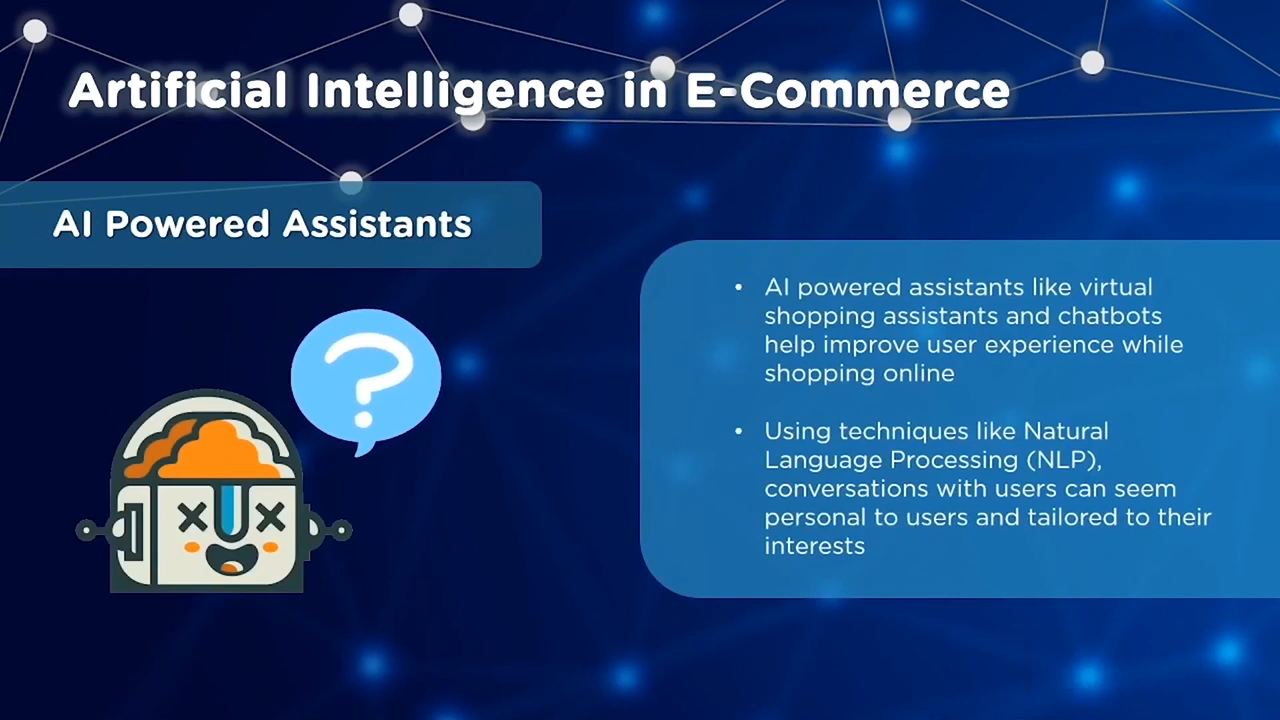 Artificial Intelligence in E-Commerce
AI Powered Assistants
?
• AI powered assistants like virtual
shopping assistants and chatbots
help improve user experience while
shopping online
• Using techniques like Natural
Language Processing (NLP),
conversations with users can seem
personal to users and tailored to their
interests